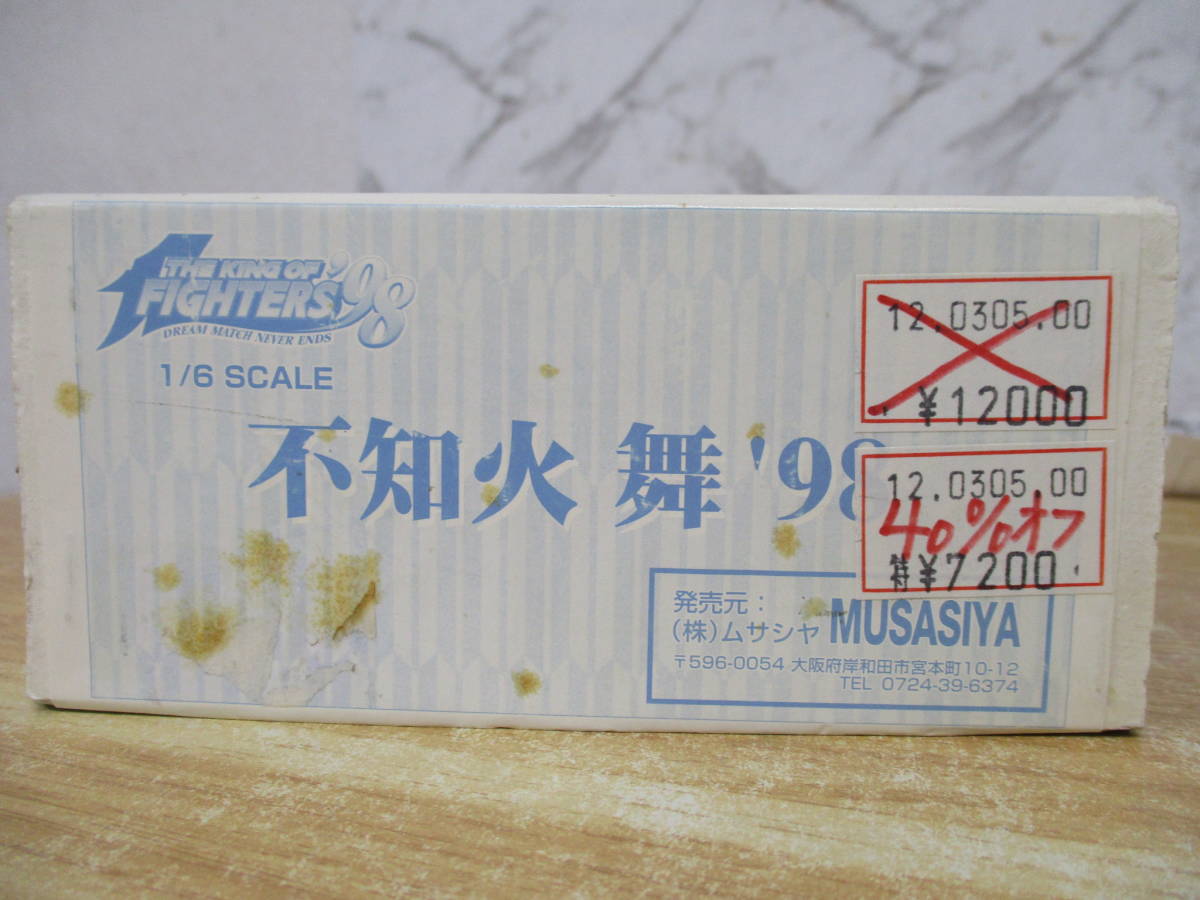 THE KING OF
FIGHTERS '98
DREAM MATCH NEVER ENDS
1/6 SCALE
不知火 舞 '98
12.0305.00
¥12000
12.0305.00
40%オフ
特¥7200
発売元:
(株)ムサシヤ MUSASIYA
〒596-0054 大阪府岸和田市宮本町10-12
TEL 0724-39-6374